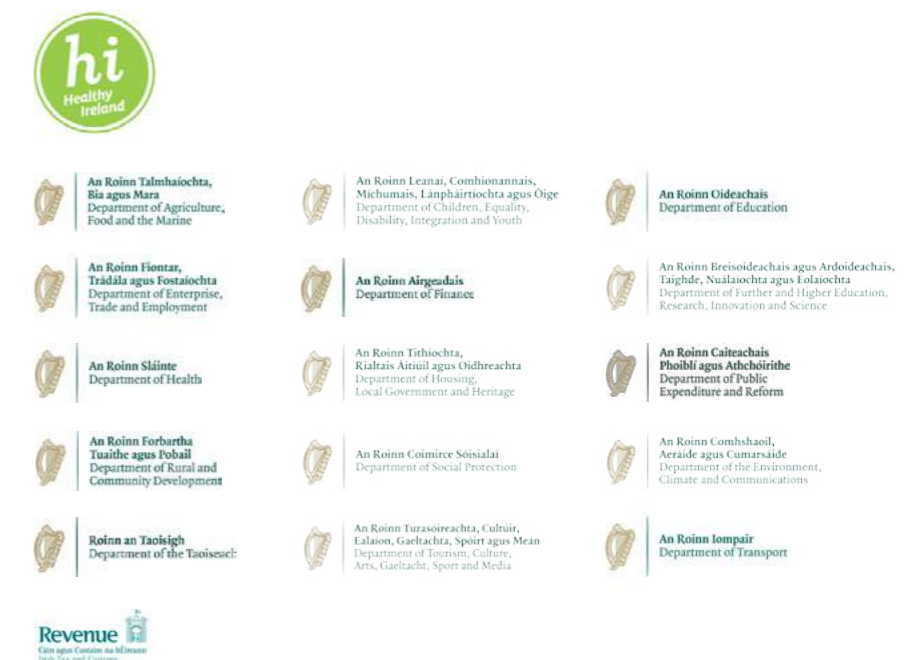 hi
Healthy
Ireland
An Roinn Talmhaíochta,
Bia agus Mara
Department of Agriculture,
Food and the Marine
An Roinn Leanaí, Comhionannais,
Míchumais, Lánpháirtíochta agus Óige
Department of Children, Equality,
Disability, Integration and Youth
An Roinn Oideachais
Department of Education
An Roinn Fiontar,
Trádála agus Fostaíochta
Department of Enterprise,
Trade and Employment
An Roinn Airgeadais
Department of Finance
An Roinn Breisoideachais agus Ardoideachais,
Taighde, Nuálaíochta agus Eolaíochta
Department of Further and Higher Education,
Research, Innovation and Science
An Roinn Sláinte
Department of Health
An Roinn Tithíochta,
Rialtais Áitiúil agus Oidhreachta
Department of Housing,
Local Government and Heritage
An Roinn Caiteachais
Phoiblí agus Athchóirithe
Department of Public
Expenditure and Reform
An Roinn Forbartha
Tuaithe agus Pobail
Department of Rural and
Community Development
An Roinn Coimirce Sóisialaí
Department of Social Protection
An Roinn Comhshaoil,
Aeráide agus Cumarsáide
Department of the Environment,
Climate and Communications
Roinn an Taoisigh
Department of the Taoiseach
An Roinn Turasóireachta, Cultúir,
Ealaíon, Gaeltachta, Spóirt agus Meán
Department of Tourism, Culture,
Arts, Gaeltacht, Sport and Media
An Roinn Iompair
Department of Transport
Revenue
Cáin agus Custaim na hÉireann
Irish Tax and Customs